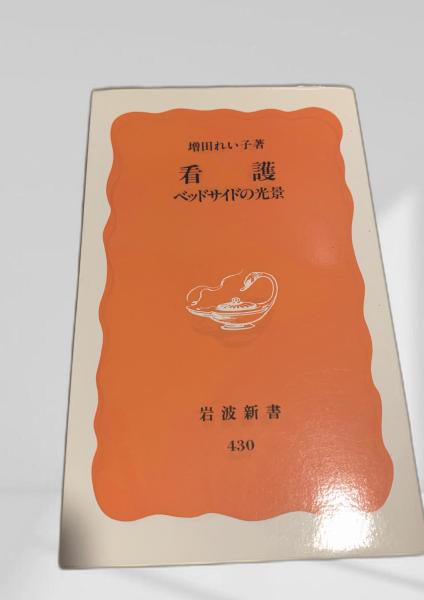 増田れい子著
看護
ベッドサイドの光景
岩波新書
430